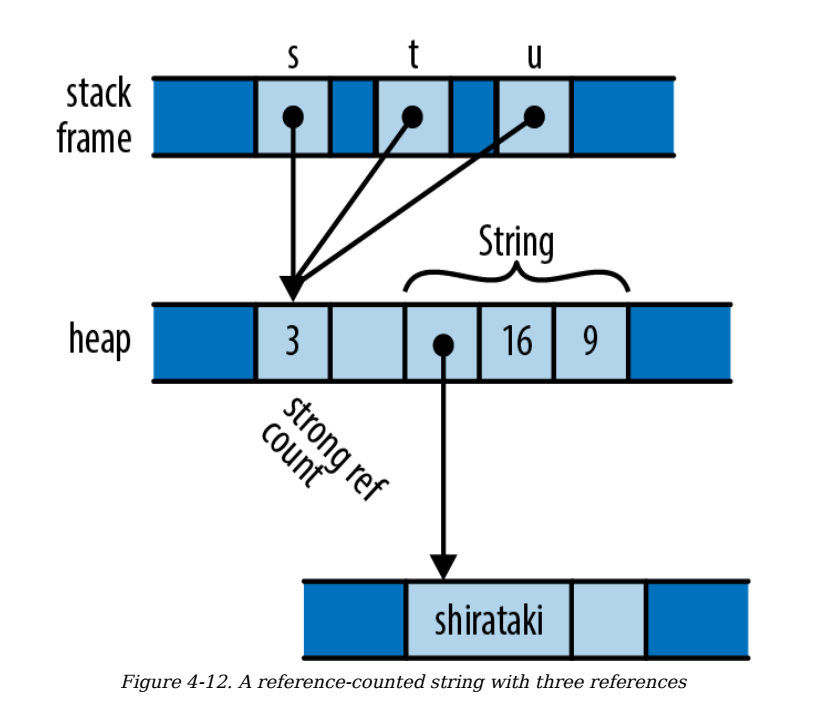 s t u
stack
frame
String
heap
3 16 9
strong ref
count
shirataki
Figure 4-12. A reference-counted string with three references